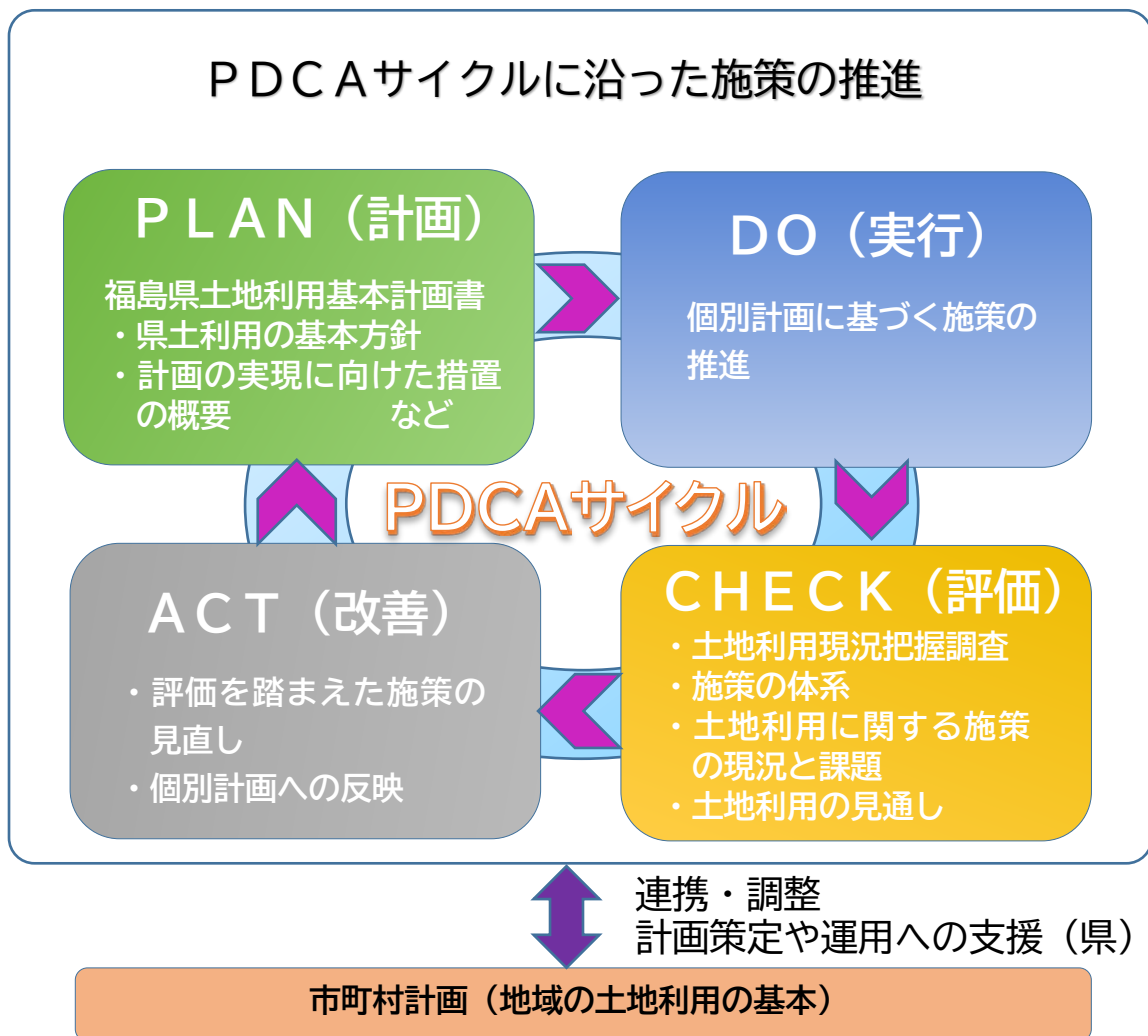 ＰＤＣＡサイクルに沿った施策の推進
ＰＬＡＮ（計画）
福島県土地利用基本計画書
・県土利用の基本方針
・計画の実現に向けた措置
の概要　　　　　など
ＤＯ（実行）
個別計画に基づく施策の
推進
PDCAサイクル
ＡＣＴ（改善）
・評価を踏まえた施策の
見直し
・個別計画への反映
ＣＨＥＣＫ（評価）
・土地利用現況把握調査
・施策の体系
・土地利用に関する施策
の現況と課題
・土地利用の見通し
連携・調整
計画策定や運用への支援（県）
市町村計画（地域の土地利用の基本）